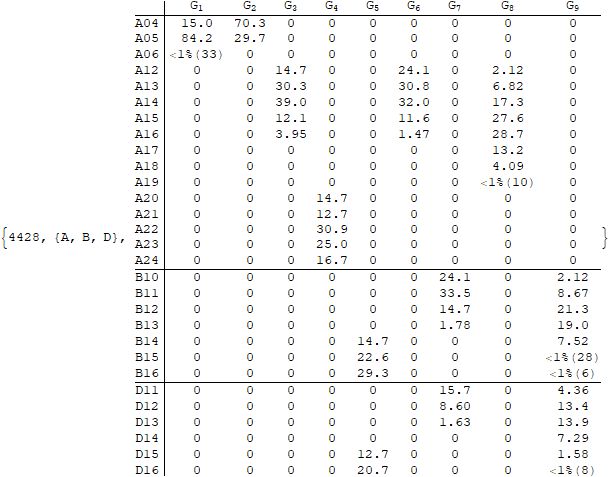 G₁ G₂ G₃ G₄ G₅ G₆ G₇ G₈ G₉
A04 15.0 70.3 0 0 0 0 0 0 0
A05 84.2 29.7 0 0 0 0 0 0 0
A06 <1%(33) 0 0 0 0 0 0 0 0
A12 0 0 14.7 0 0 24.1 0 2.12 0
A13 0 0 30.3 0 0 30.8 0 6.82 0
A14 0 0 39.0 0 0 32.0 0 17.3 0
A15 0 0 12.1 0 0 11.6 0 27.6 0
A16 0 0 3.95 0 0 1.47 0 28.7 0
A17 0 0 0 0 0 0 0 13.2 0
A18 0 0 0 0 0 0 0 4.09 0
A19 0 0 0 0 0 0 0 <1%(10) 0
A20 0 0 0 14.7 0 0 0 0 0
A21 0 0 0 12.7 0 0 0 0 0
A22 0 0 0 30.9 0 0 0 0 0
{4428, {A, B, D}, A23 0 0 0 25.0 0 0 0 0 0 }
A24 0 0 0 16.7 0 0 0 0 0
B10 0 0 0 0 0 0 24.1 0 2.12
B11 0 0 0 0 0 0 33.5 0 8.67
B12 0 0 0 0 0 0 14.7 0 21.3
B13 0 0 0 0 0 0 1.78 0 19.0
B14 0 0 0 0 14.7 0 0 0 7.52
B15 0 0 0 0 22.6 0 0 0 <1%(28)
B16 0 0 0 0 29.3 0 0 0 <1%(6)
D11 0 0 0 0 0 0 15.7 0 4.36
D12 0 0 0 0 0 0 8.60 0 13.4
D13 0 0 0 0 0 0 1.63 0 13.9
D14 0 0 0 0 0 0 0 0 7.29
D15 0 0 0 0 12.7 0 0 0 1.58
D16 0 0 0 0 20.7 0 0 0 <1%(8)